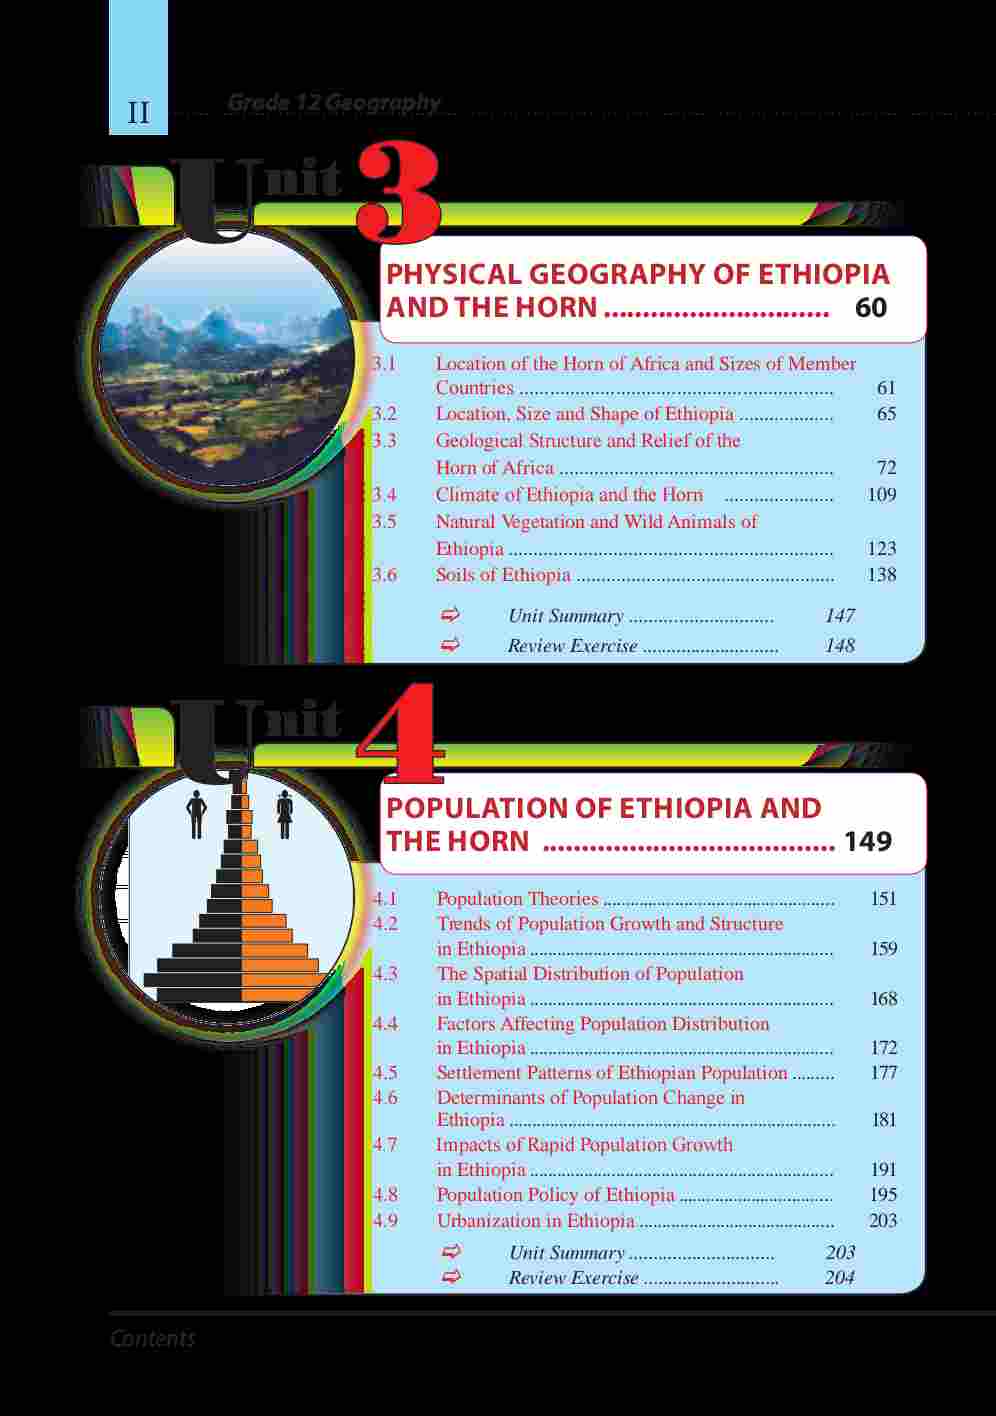 II
Grade 12 Geography
Unit 3
PHYSICAL GEOGRAPHY OF ETHIOPIA
AND THE HORN ............................. 60
3.1 Location of the Horn of Africa and Sizes of Member
Countries ............................................................... 61
3.2 Location, Size and Shape of Ethiopia ................... 65
3.3 Geological Structure and Relief of the
Horn of Africa ....................................................... 72
3.4 Climate of Ethiopia and the Horn ...................... 109
3.5 Natural Vegetation and Wild Animals of
Ethiopia ................................................................. 123
3.6 Soils of Ethiopia .................................................... 138
➪ Unit Summary .............................. 147
➪ Review Exercise ............................ 148
Unit 4
POPULATION OF ETHIOPIA AND
THE HORN ..................................... 149
4.1 Population Theories .................................................... 151
4.2 Trends of Population Growth and Structure
in Ethiopia .................................................................... 159
4.3 The Spatial Distribution of Population
in Ethiopia .................................................................... 168
4.4 Factors Affecting Population Distribution
in Ethiopia .................................................................... 172
4.5 Settlement Patterns of Ethiopian Population ......... 177
4.6 Determinants of Population Change in
Ethiopia ......................................................................... 181
4.7 Impacts of Rapid Population Growth
in Ethiopia .................................................................... 191
4.8 Population Policy of Ethiopia .................................. 195
4.9 Urbanization in Ethiopia ........................................... 203
➪ Unit Summary .............................. 203
➪ Review Exercise ............................ 204
Contents